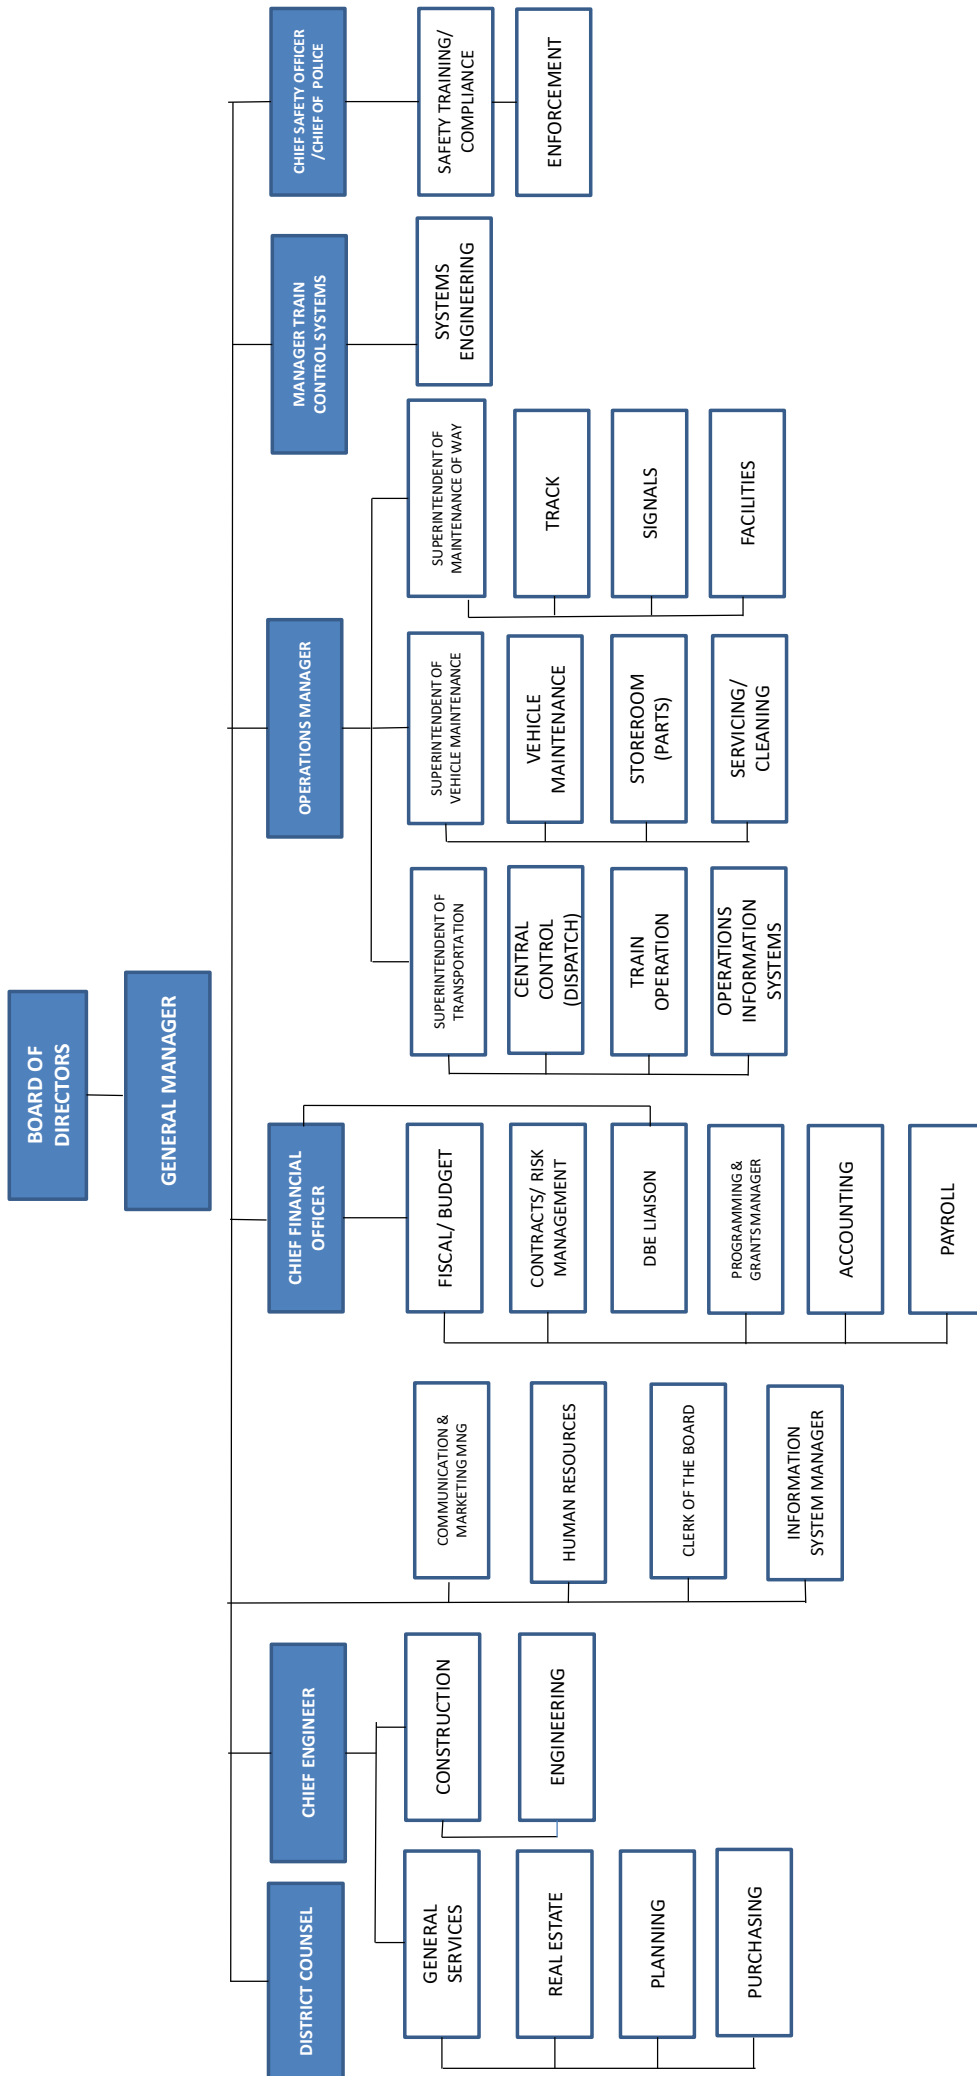 BOARD OF
DIRECTORS
GENERAL MANAGER
DISTRICT COUNSEL
CHIEF ENGINEER
CHIEF FINANCIAL
OFFICER
OPERATIONS MANAGER
MANAGER TRAIN
CONTROL SYSTEMS
CHIEF SAFETY OFFICER
/CHIEF OF POLICE
GENERAL
SERVICES
REAL ESTATE
PLANNING
PURCHASING
CONSTRUCTION
ENGINEERING
COMMUNICATION &
MARKETING MNG
HUMAN RESOURCES
CLERK OF THE BOARD
INFORMATION
SYSTEM MANAGER
FISCAL/ BUDGET
CONTRACTS/ RISK
MANAGEMENT
DBE LIAISON
PROGRAMMING &
GRANTS MANAGER
ACCOUNTING
PAYROLL
SUPERINTENDENT OF
TRANSPORTATION
CENTRAL
CONTROL
(DISPATCH)
TRAIN
OPERATION
OPERATIONS
INFORMATION
SYSTEMS
SUPERINTENDENT OF
VEHICLE MAINTENANCE
VEHICLE
MAINTENANCE
STOREROOM
(PARTS)
SERVICING/
CLEANING
SUPERINTENDENT OF
MAINTENANCE OF WAY
TRACK
SIGNALS
FACILITIES
SYSTEMS
ENGINEERING
SAFETY TRAINING/
COMPLIANCE
ENFORCEMENT